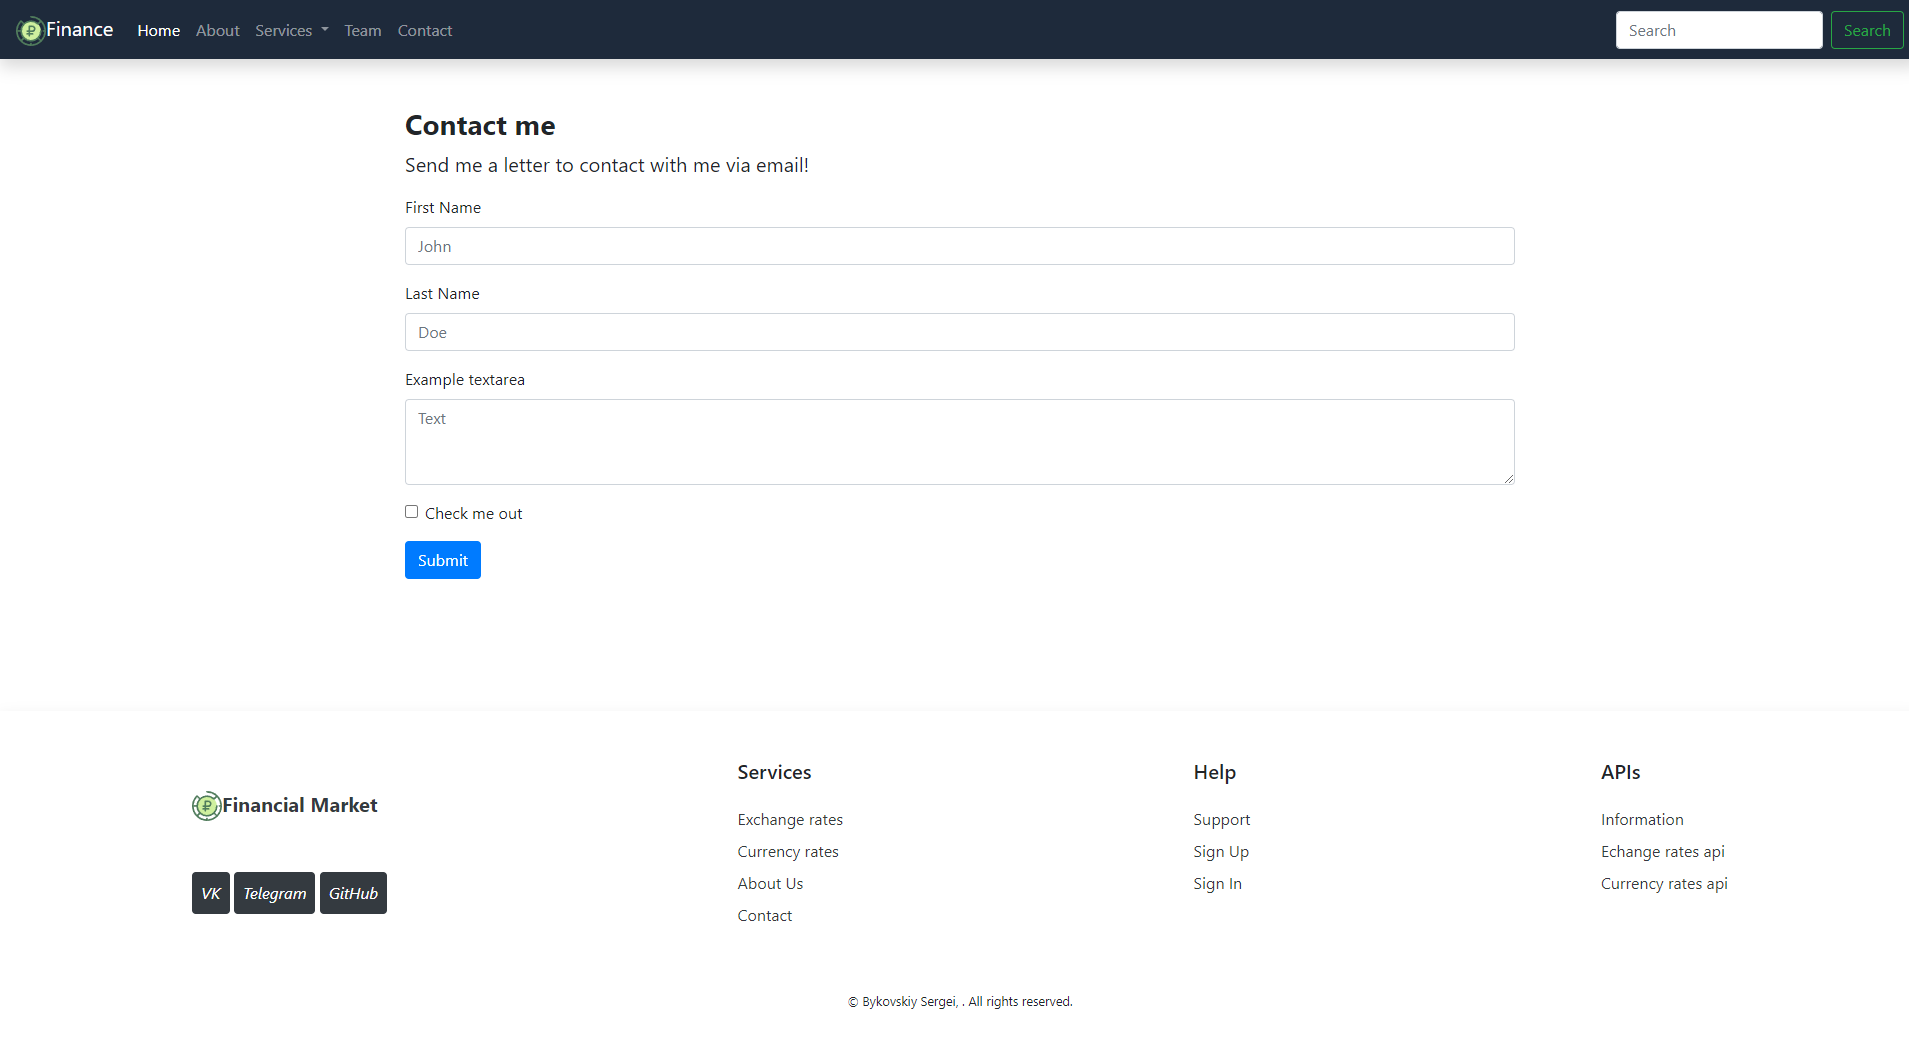 Finance Home About Services Team Contact Search Search
Contact me
Send me a letter to contact with me via email!
First Name
John
Last Name
Doe
Example textarea
Text
Check me out
Submit
Financial Market
VK Telegram GitHub
Services
Exchange rates
Currency rates
About Us
Contact
Help
Support
Sign Up
Sign In
APIs
Information
Echange rates api
Currency rates api
© Bykovskiy Sergei, . All rights reserved.